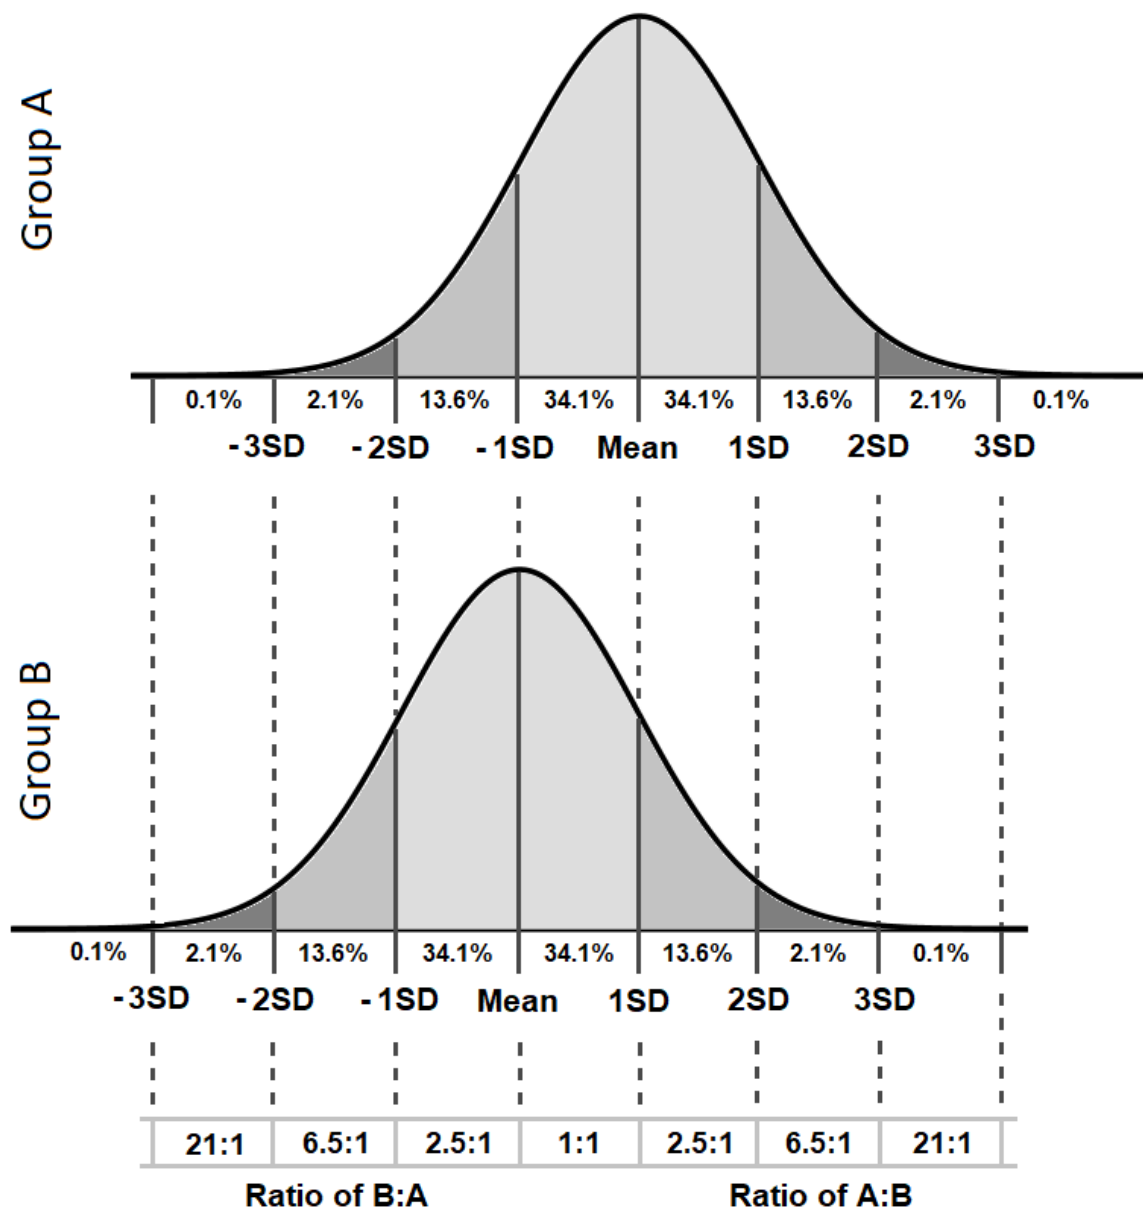 Group A
0.1% 2.1% 13.6% 34.1% 34.1% 13.6% 2.1% 0.1%
-3SD -2SD -1SD Mean 1SD 2SD 3SD
Group B
0.1% 2.1% 13.6% 34.1% 34.1% 13.6% 2.1% 0.1%
-3SD -2SD -1SD Mean 1SD 2SD 3SD
21:1 6.5:1 2.5:1 1:1 2.5:1 6.5:1 21:1
Ratio of B:A Ratio of A:B